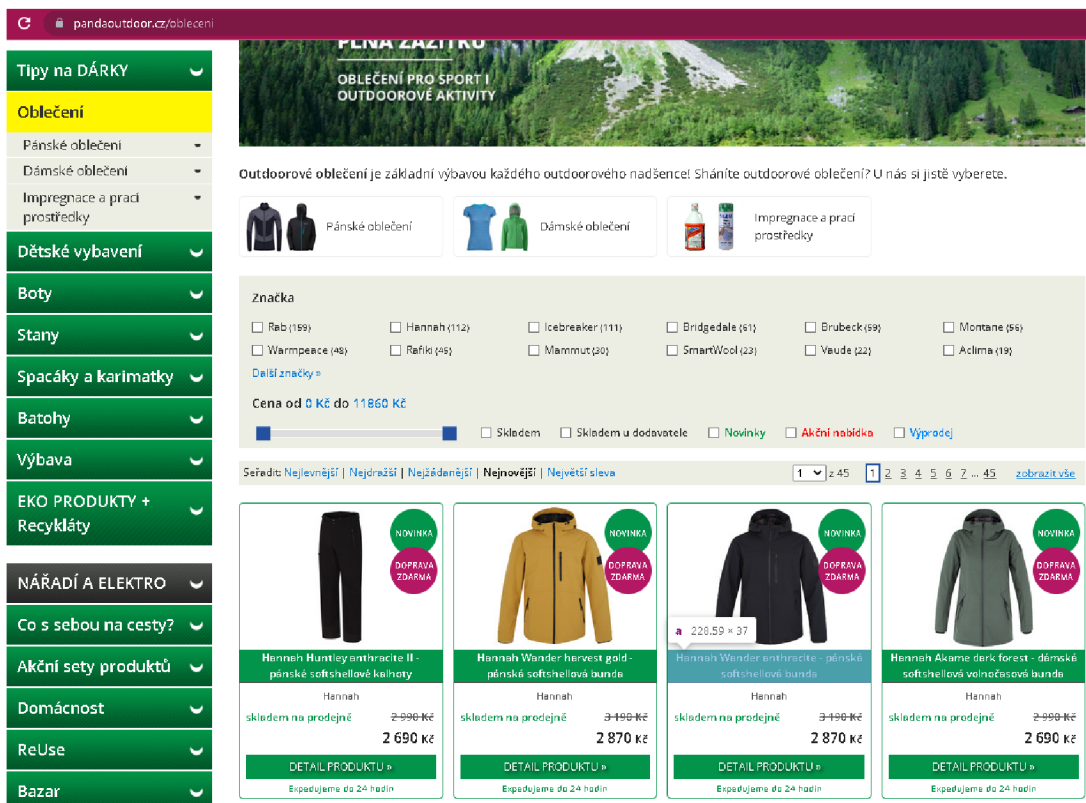 pandaoutdoor.cz/obleceni
PLNÁ ZÁŽITKŮ
OBLEČENÍ PRO SPORT I
OUTDOOROVÉ AKTIVITY
Tipy na DÁRKY
Oblečení
Pánské oblečení
Dámské oblečení
Impregnace a prací
prostředky
Dětské vybavení
Boty
Stany
Spacáky a karimatky
Batohy
Výbava
EKO PRODUKTY +
Recykláty
NÁŘADÍ A ELEKTRO
Co s sebou na cesty?
Akční sety produktů
Domácnost
ReUse
Bazar
Outdoorové oblečení je základní výbavou každého outdoorového nadšence! Sháníte outdoorové oblečení? U nás si jistě vyberete.
Pánské oblečení
Dámské oblečení
Impregnace a prací
prostředky
Značka
Rab (159) Hannah (112) Icebreaker (111) Bridgedale (61) Brubeck (59) Montane (56)
Warmpeace (48) Rafiki (45) Mammut (30) SmartWool (23) Vaude (22) Aclima (19)
Další značky »
Cena od 0 Kč do 11860 Kč
Skladem Skladem u dodavatele Novinky Akční nabídka Výprodej
Seřadit: Nejlevnější | Nejdražší | Nejžádanější | Nejnovější | Největší sleva
1 z 45 1 2 3 4 5 6 7 ... 45 zobrazit vše
NOVINKA
DOPRAVA
ZDARMA
Hannah Huntley anthracite II -
pánské softshellové kalhoty
Hannah
skladem na prodejně 2 990 Kč
2 690 Kč
DETAIL PRODUKTU »
Expedujeme do 24 hodin
NOVINKA
DOPRAVA
ZDARMA
Hannah Wander harvest gold -
pánská softshellová bunda
Hannah
skladem na prodejně 3 190 Kč
2 870 Kč
DETAIL PRODUKTU »
Expedujeme do 24 hodin
NOVINKA
DOPRAVA
ZDARMA
a 228.59 × 37
Hannah Wander anthracite - pánská
softshellová bunda
Hannah
skladem na prodejně 3 190 Kč
2 870 Kč
DETAIL PRODUKTU »
Expedujeme do 24 hodin
NOVINKA
DOPRAVA
ZDARMA
Hannah Akame dark forest - dámská
softshellová volnočasová bunda
Hannah
skladem na prodejně 2 990 Kč
2 690 Kč
DETAIL PRODUKTU »
Expedujeme do 24 hodin